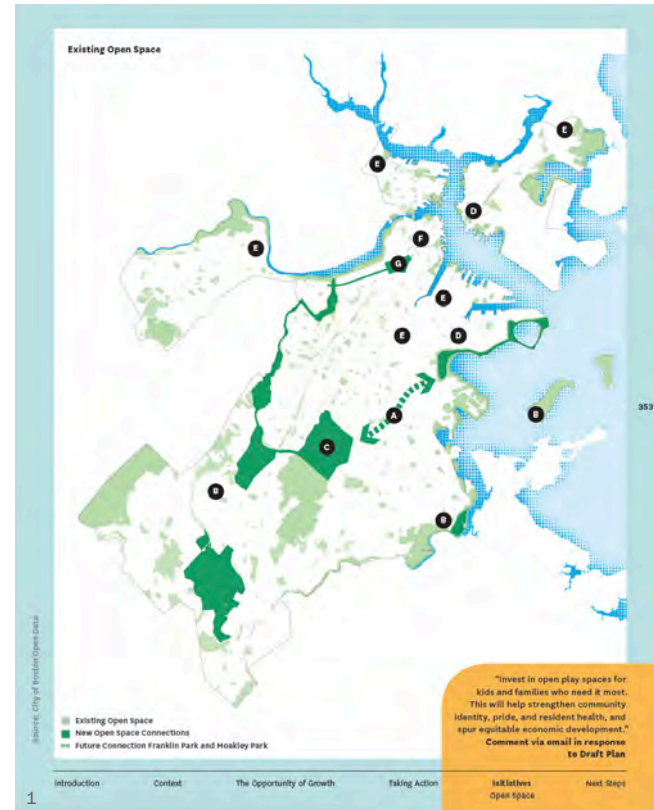 Existing Open Space
E
E
D
E
F
G
E
E
D
A
B
C
B
B
353
Source: City of Boston Open Data
"Invest in open play spaces for
kids and families who need it most.
This will help strengthen community
identity, pride, and resident health, and
spur equitable economic development."
Comment via email in response
to Draft Plan
Existing Open Space
New Open Space Connections
Future Connection Franklin Park and Moakley Park
Introduction
Context
The Opportunity of Growth
Taking Action
Initiatives
Open Space
Next Steps
1